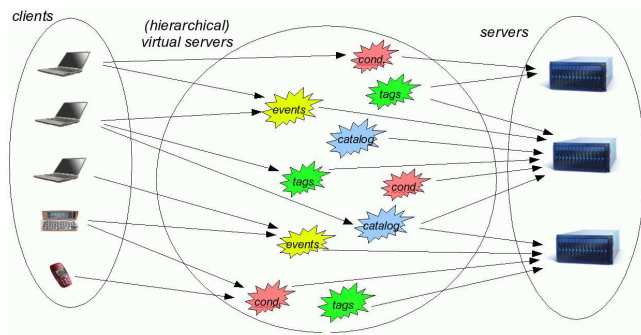 clients
(hierarchical)
virtual servers
servers
cond.
tags
events
catalog
tags
cond.
catalog
events
cond.
tags